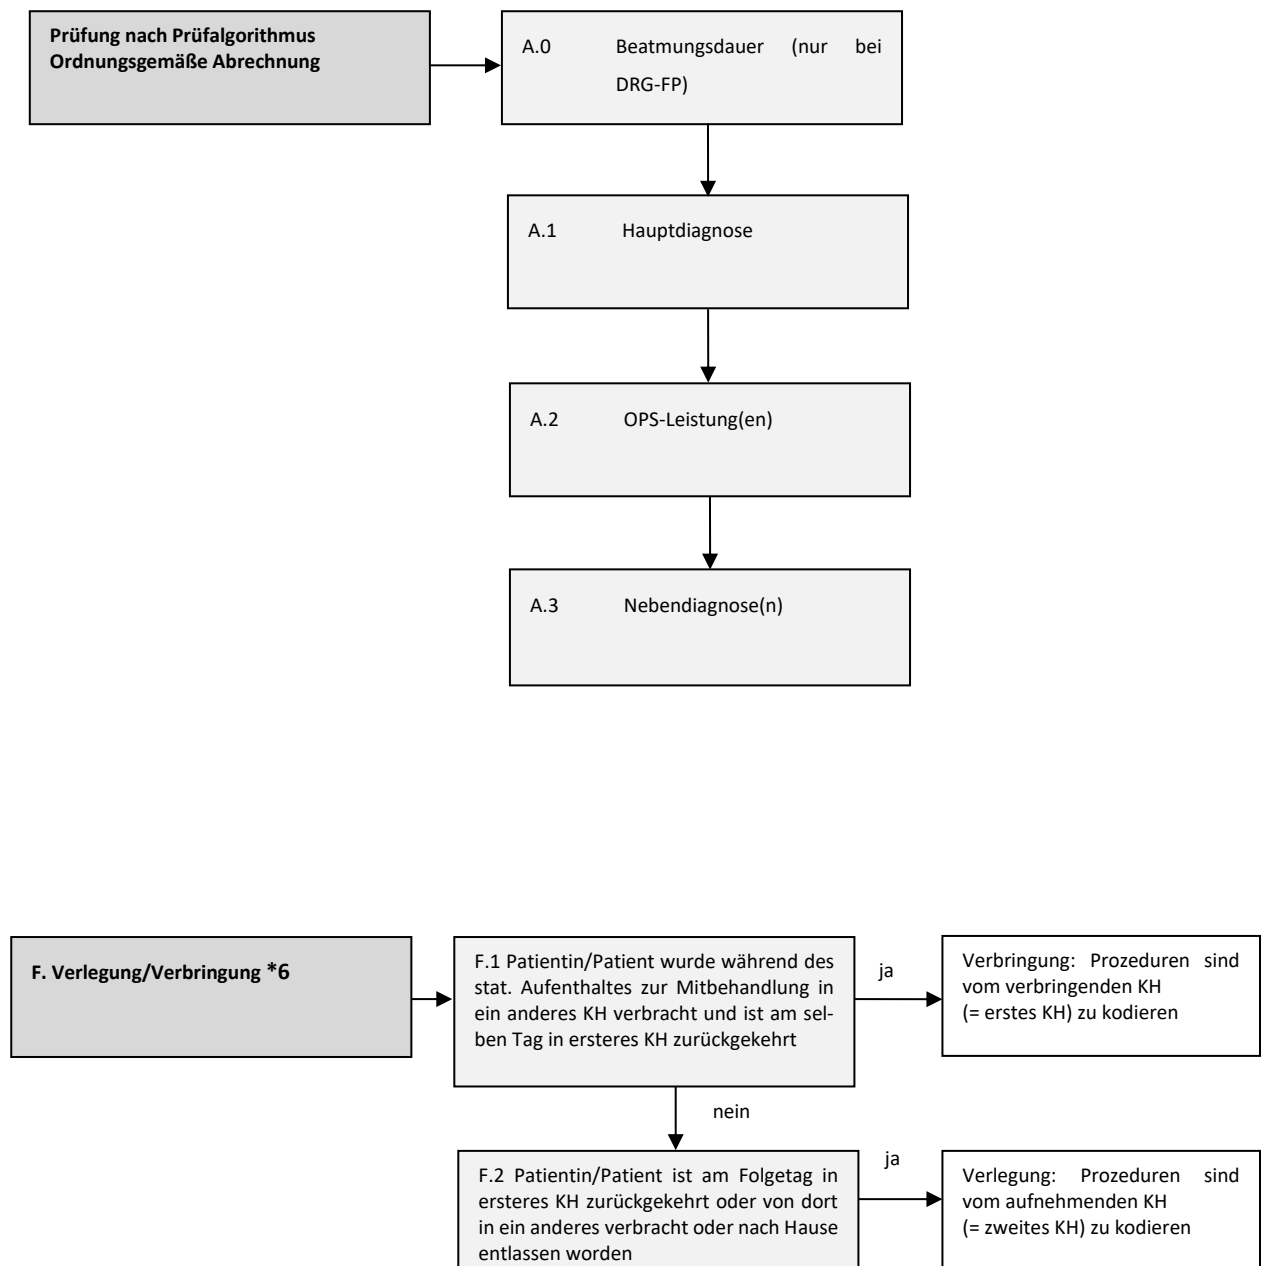 Prüfung nach Prüfalgorithmus
Ordnungsgemäße Abrechnung
A.0 Beatmungsdauer (nur bei
DRG-FP)
A.1 Hauptdiagnose
A.2 OPS-Leistung(en)
A.3 Nebendiagnose(n)
F. Verlegung/Verbringung *6
F.1 Patientin/Patient wurde während des
stat. Aufenthaltes zur Mitbehandlung in
ein anderes KH verbracht und ist am sel-
ben Tag in ersteres KH zurückgekehrt
ja
Verbringung: Prozeduren sind
vom verbringenden KH
(= erstes KH) zu kodieren
nein
F.2 Patientin/Patient ist am Folgetag in
ersteres KH zurückgekehrt oder von dort
in ein anderes verbracht oder nach Hause
entlassen worden
ja
Verlegung: Prozeduren sind
vom aufnehmenden KH
(= zweites KH) zu kodieren